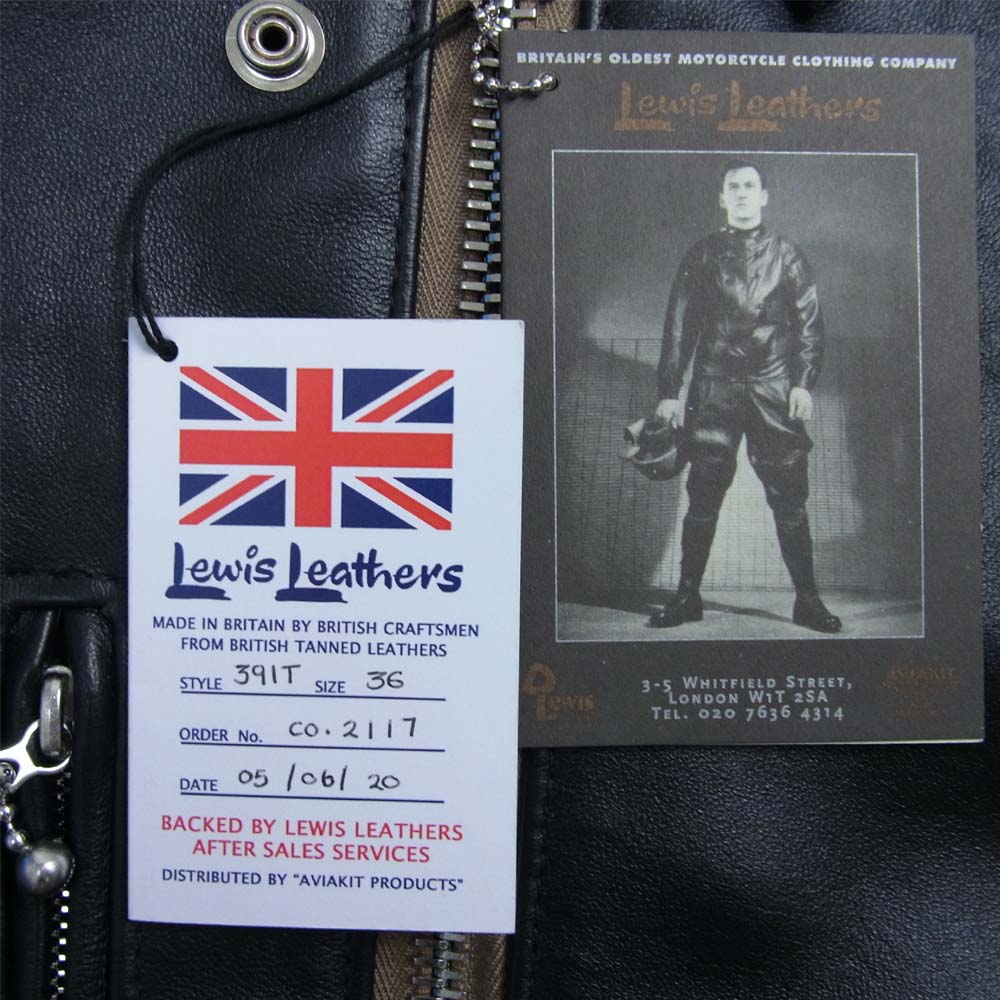 BRITAIN'S OLDEST MOTORCYCLE CLOTHING COMPANY
Lewis Leathers
Lewis
AVIAKIT
3-5 WHITFIELD STREET,
LONDON W1T 2SA
TEL. 020 7636 4314
Lewis Leathers
MADE IN BRITAIN BY BRITISH CRAFTSMEN
FROM BRITISH TANNED LEATHERS
STYLE 391T SIZE 36
ORDER No. CO. 2117
DATE 05/06/20
BACKED BY LEWIS LEATHERS
AFTER SALES SERVICES
DISTRIBUTED BY "AVIAKIT PRODUCTS"